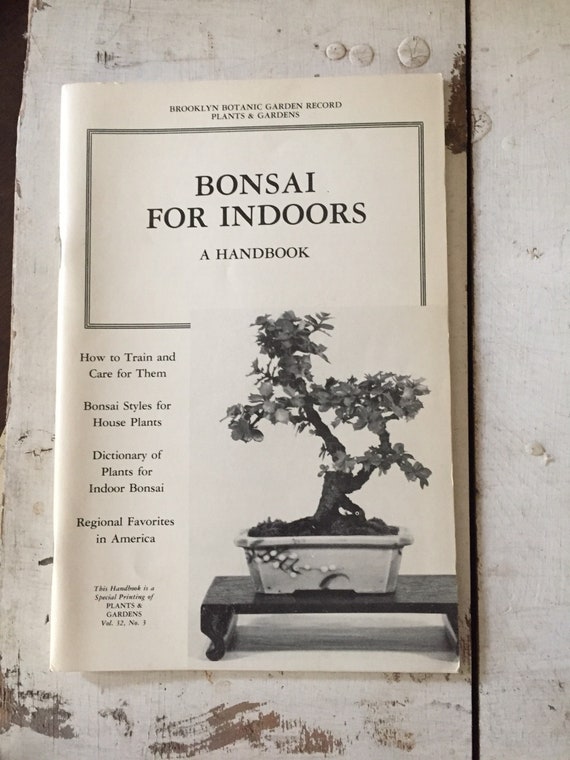 BROOKLYN BOTANIC GARDEN RECORD
PLANTS & GARDENS
BONSAI
FOR INDOORS
A HANDBOOK
How to Train and
Care for Them
Bonsai Styles for
House Plants
Dictionary of
Plants for
Indoor Bonsai
Regional Favorites
in America
This Handbook is a
Special Printing of
PLANTS &
GARDENS
Vol. 32, No. 3